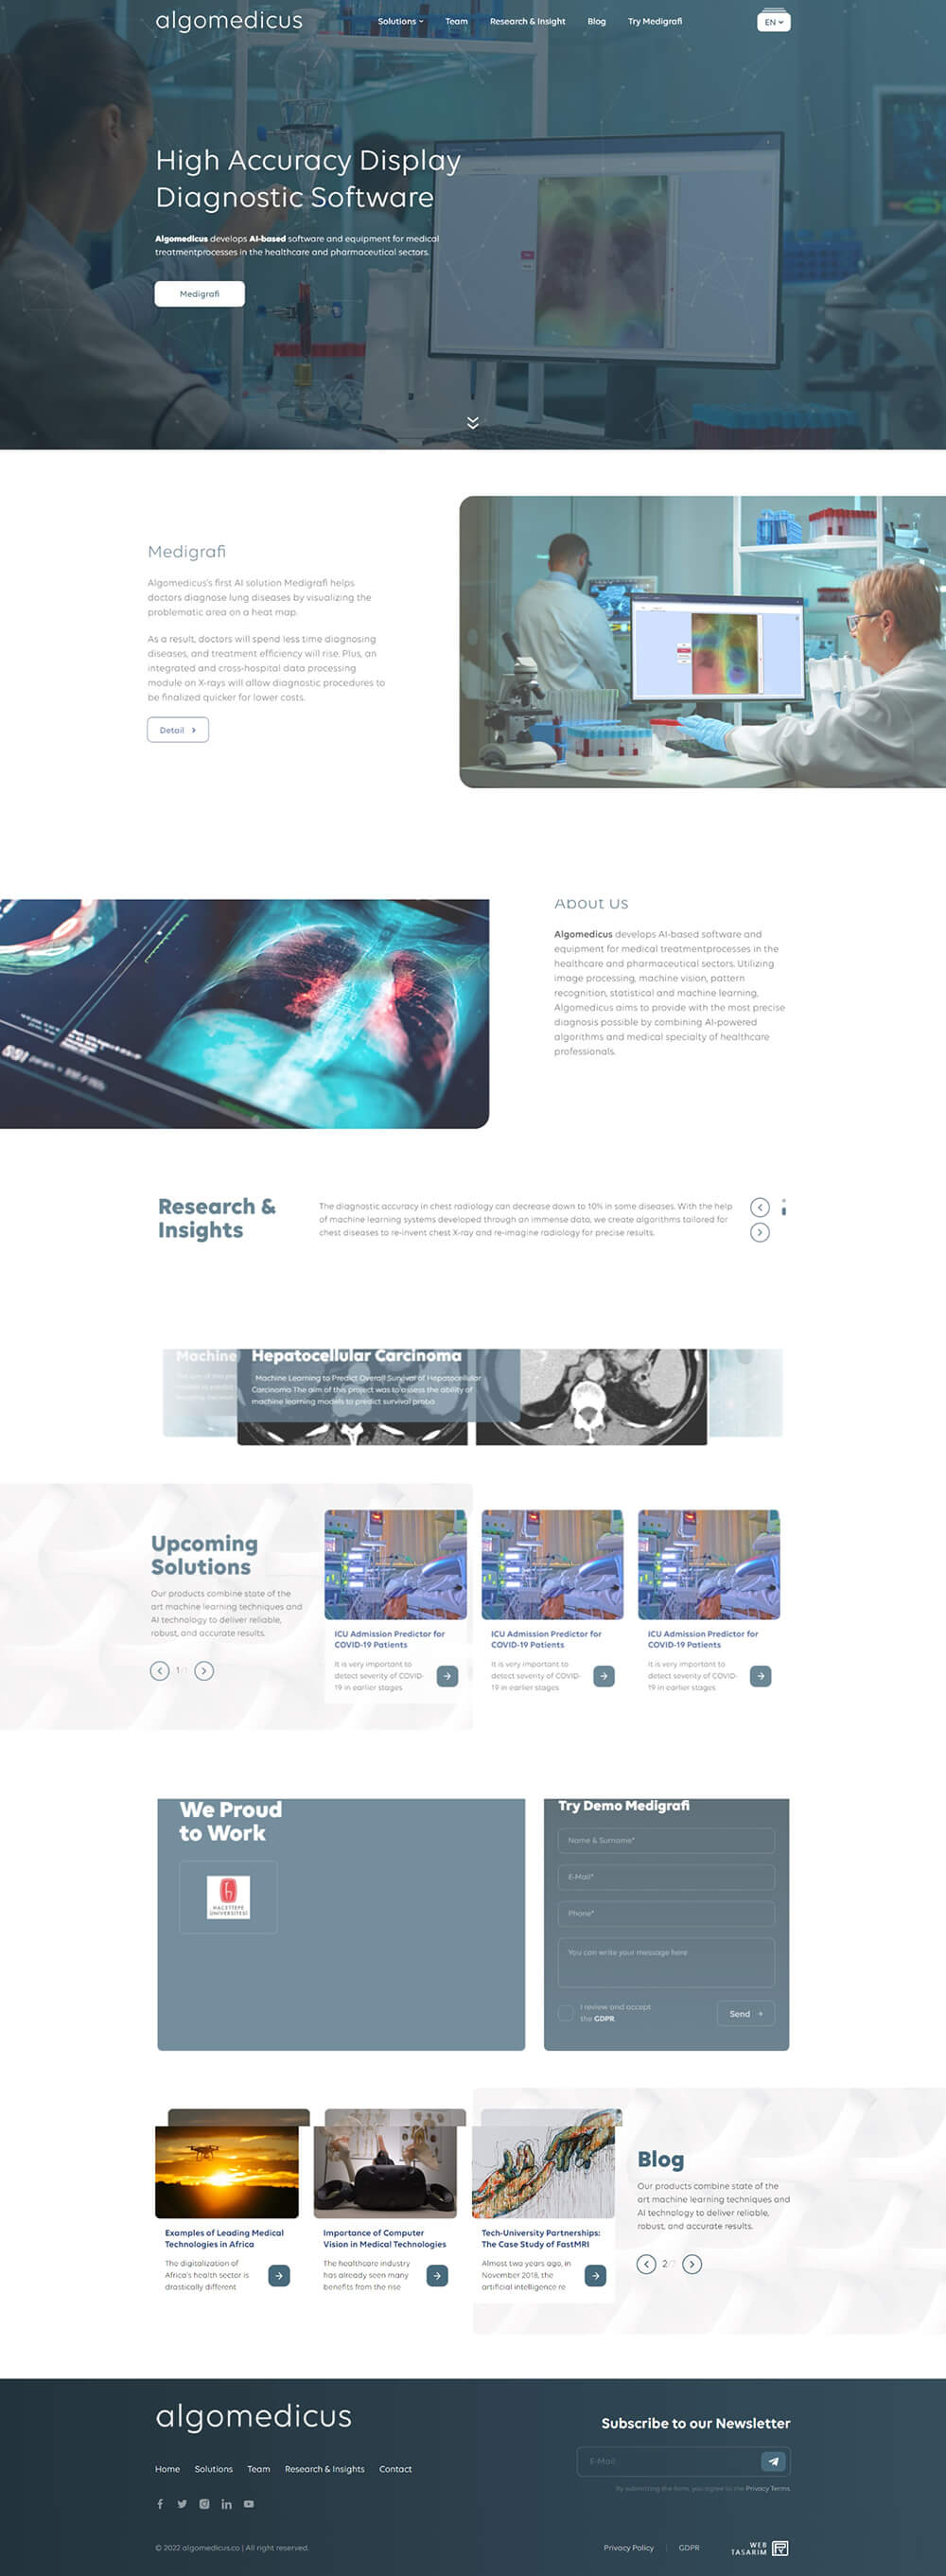 algomedicus
Solutions
Team
Research & Insight
Blog
Try Medigrafi
EN
High Accuracy Display
Diagnostic Software
Algomedicus develops AI-based software and equipment for medical
treatmentprocesses in the healthcare and pharmaceutical sectors.
Medigrafi
Medigrafi
Algomedicus's first AI solution Medigrafi helps
doctors diagnose lung diseases by visualizing the
problematic area on a heat map.
As a result, doctors will spend less time diagnosing
diseases, and treatment efficiency will rise. Plus, an
integrated and cross-hospital data processing
module on X-rays will allow diagnostic procedures to
be finalized quicker for lower costs.
Detail
About Us
Algomedicus develops AI-based software and
equipment for medical treatmentprocesses in the
healthcare and pharmaceutical sectors. Utilizing
image processing, machine vision, pattern
recognition, statistical and machine learning,
Algomedicus aims to provide with the most precise
diagnosis possible by combining AI-powered
algorithms and medical specialty of healthcare
professionals.
Research &
Insights
The diagnostic accuracy in chest radiology can decrease down to 10% in some diseases. With the help
of machine learning systems developed through an immense data, we create algorithms tailored for
chest diseases to re-invent chest X-ray and re-imagine radiology for precise results.
Machine
Hepatocellular Carcinoma
Machine Learning to Predict Overall Survival of Hepatocellular
Carcinoma The aim of this project was to assess the ability of
machine learning models to predict survival proba
Upcoming
Solutions
Our products combine state of the
art machine learning techniques and
AI technology to deliver reliable,
robust, and accurate results.
1
ICU Admission Predictor for
COVID-19 Patients
It is very important to
detect severity of COVID-
19 in earlier stages
ICU Admission Predictor for
COVID-19 Patients
It is very important to
detect severity of COVID-
19 in earlier stages
ICU Admission Predictor for
COVID-19 Patients
It is very important to
detect severity of COVID-
19 in earlier stages
We Proud
to Work
HACETTEPE
ÜNİVERSİTESİ
Try Demo Medigrafi
Name & Surname*
E-Mail*
Phone*
You can write your message here
I review and accept
the GDPR
Send +
Examples of Leading Medical
Technologies in Africa
The digitalization of
Africa's health sector is
drastically different
Importance of Computer
Vision in Medical Technologies
The healthcare industry
has already seen many
benefits from the rise
Tech-University Partnerships:
The Case Study of FastMRI
Almost two years ago, in
November 2018, the
artificial intelligence re
Blog
Our products combine state of the
art machine learning techniques and
AI technology to deliver reliable,
robust, and accurate results.
2
algomedicus
Home
Solutions
Team
Research & Insights
Contact
Subscribe to our Newsletter
E-Mail
By submitting the form, you agree to the Privacy Terms.
© 2022 algomedicus.co | All right reserved.
Privacy Policy
GDPR
WEB
TASARIM